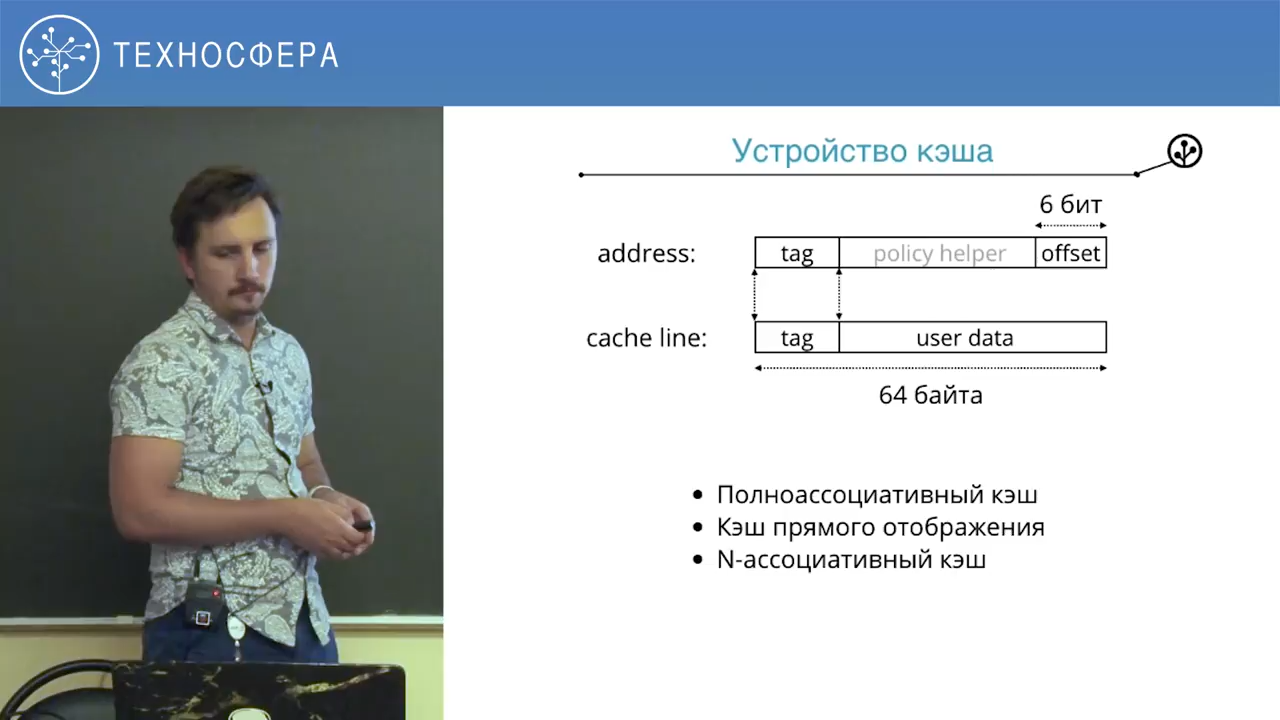 ТЕХНОСФЕРА
Устройство кэша
6 бит
address: tag policy helper offset
cache line: tag user data
64 байта
• Полноассоциативный кэш
• Кэш прямого отображения
• N-ассоциативный кэш